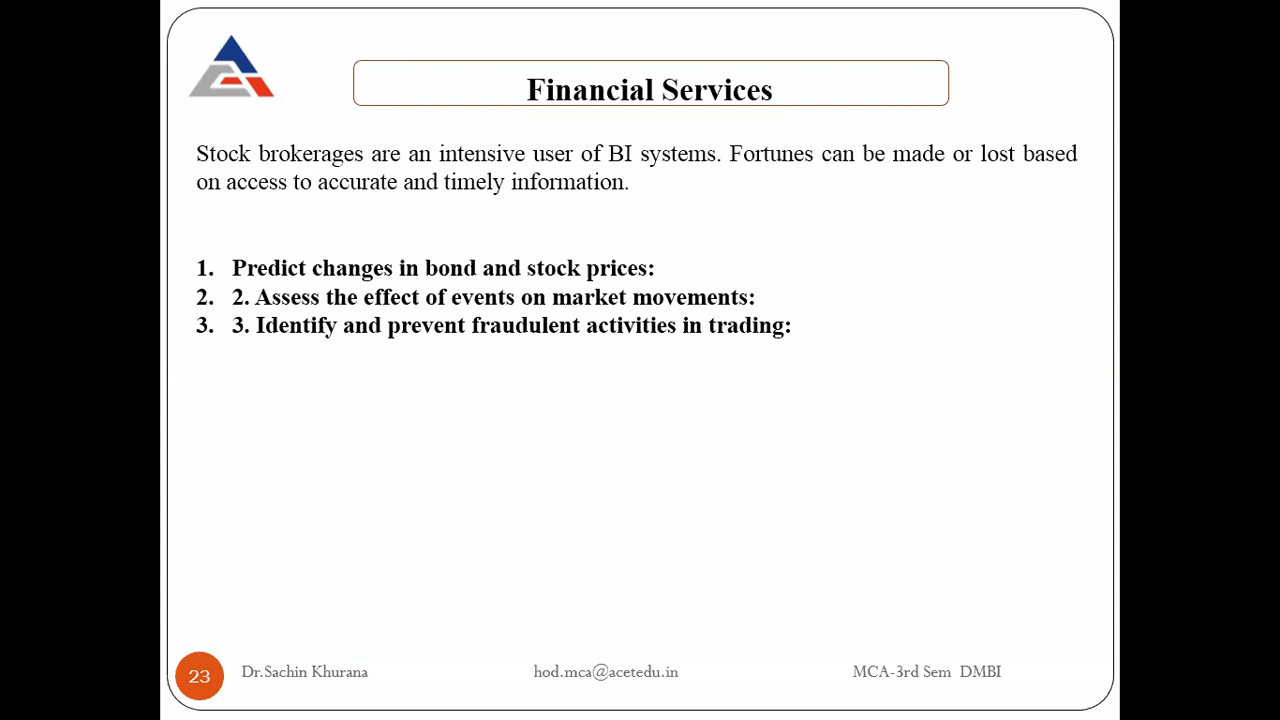 Financial Services
Stock brokerages are an intensive user of BI systems. Fortunes can be made or lost based
on access to accurate and timely information.
1. Predict changes in bond and stock prices:
2. 2. Assess the effect of events on market movements:
3. 3. Identify and prevent fraudulent activities in trading:
23 Dr.Sachin Khurana hod.mca@acetedu.in MCA-3rd Sem DMBI